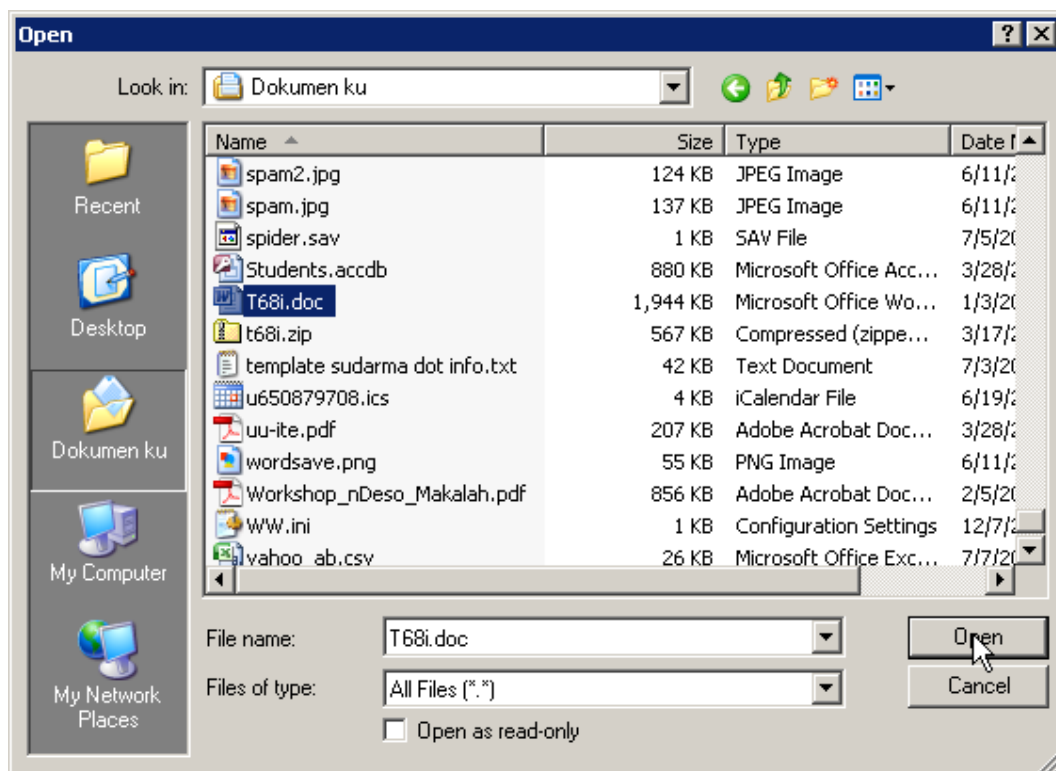 Open
Look in: Dokumen ku
Name Size Type Date
spam2.jpg 124 KB JPEG Image 6/11/
spam.jpg 137 KB JPEG Image 6/11/
spider.sav 1 KB SAV File 7/5/20
Students.accdb 880 KB Microsoft Office Acc... 3/28/
T68i.doc 1,944 KB Microsoft Office Wo... 1/3/20
t68i.zip 567 KB Compressed (zippe... 3/17/
template sudarma dot info.txt 42 KB Text Document 7/3/20
u650879708.ics 4 KB iCalendar File 6/19/
uu-ite.pdf 207 KB Adobe Acrobat Doc... 3/28/
wordsave.png 55 KB PNG Image 6/11/
Workshop_nDeso_Makalah.pdf 856 KB Adobe Acrobat Doc... 2/5/20
WW.ini 1 KB Configuration Settings 12/7/
yahoo_ab.csv 26 KB Microsoft Office Exc... 7/7/20
Recent
Desktop
Dokumen ku
My Computer
My Network
Places
File name: T68i.doc Open
Files of type: All Files (*.*) Cancel
Open as read-only